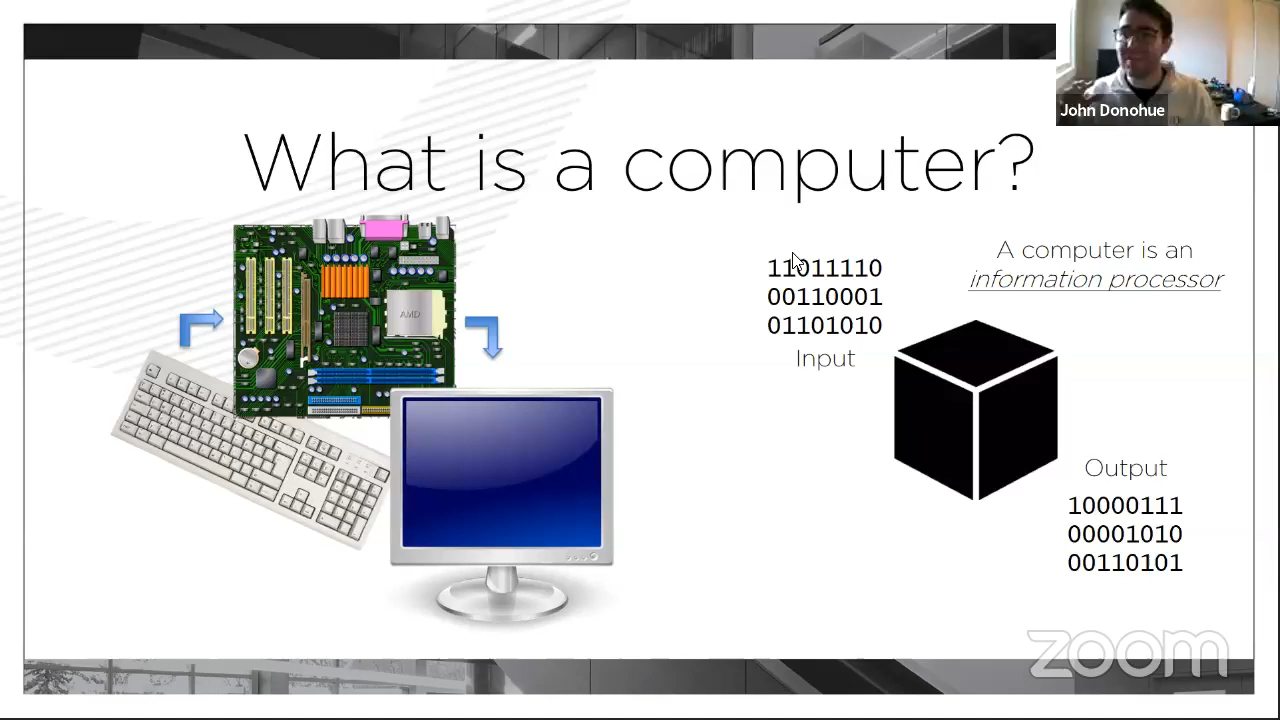 John Donohue
What is a computer?
AMD
11011110
00110001
01101010
Input
A computer is an
information processor
Output
10000111
00001010
00110101
zoom